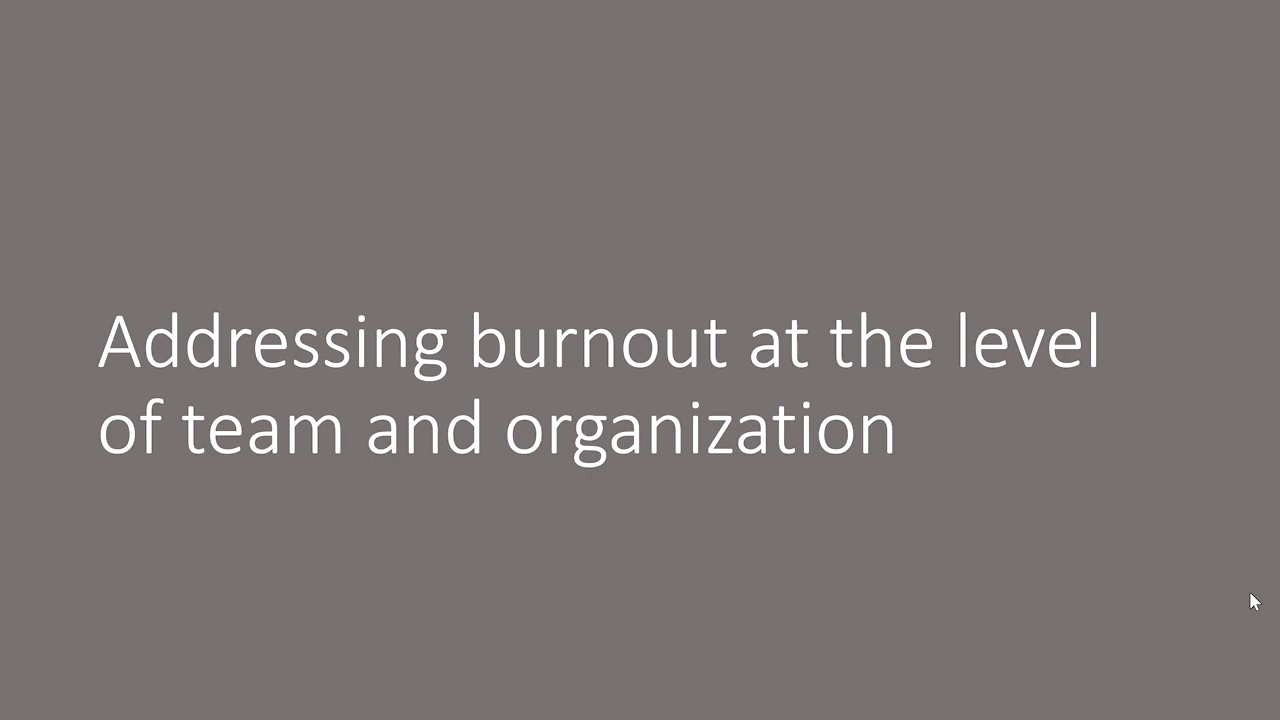 Addressing burnout at the level
of team and organization